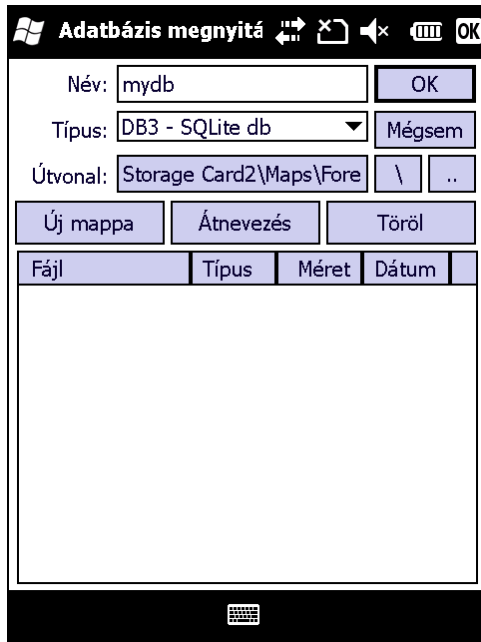 Adatbázis megnyitá OK
Név: mydb OK
Típus: DB3 - SQLite db Mégsem
Útvonal: Storage Card2\Maps\Fore \ ..
Új mappa Átnevezés Töröl
Fájl Típus Méret Dátum